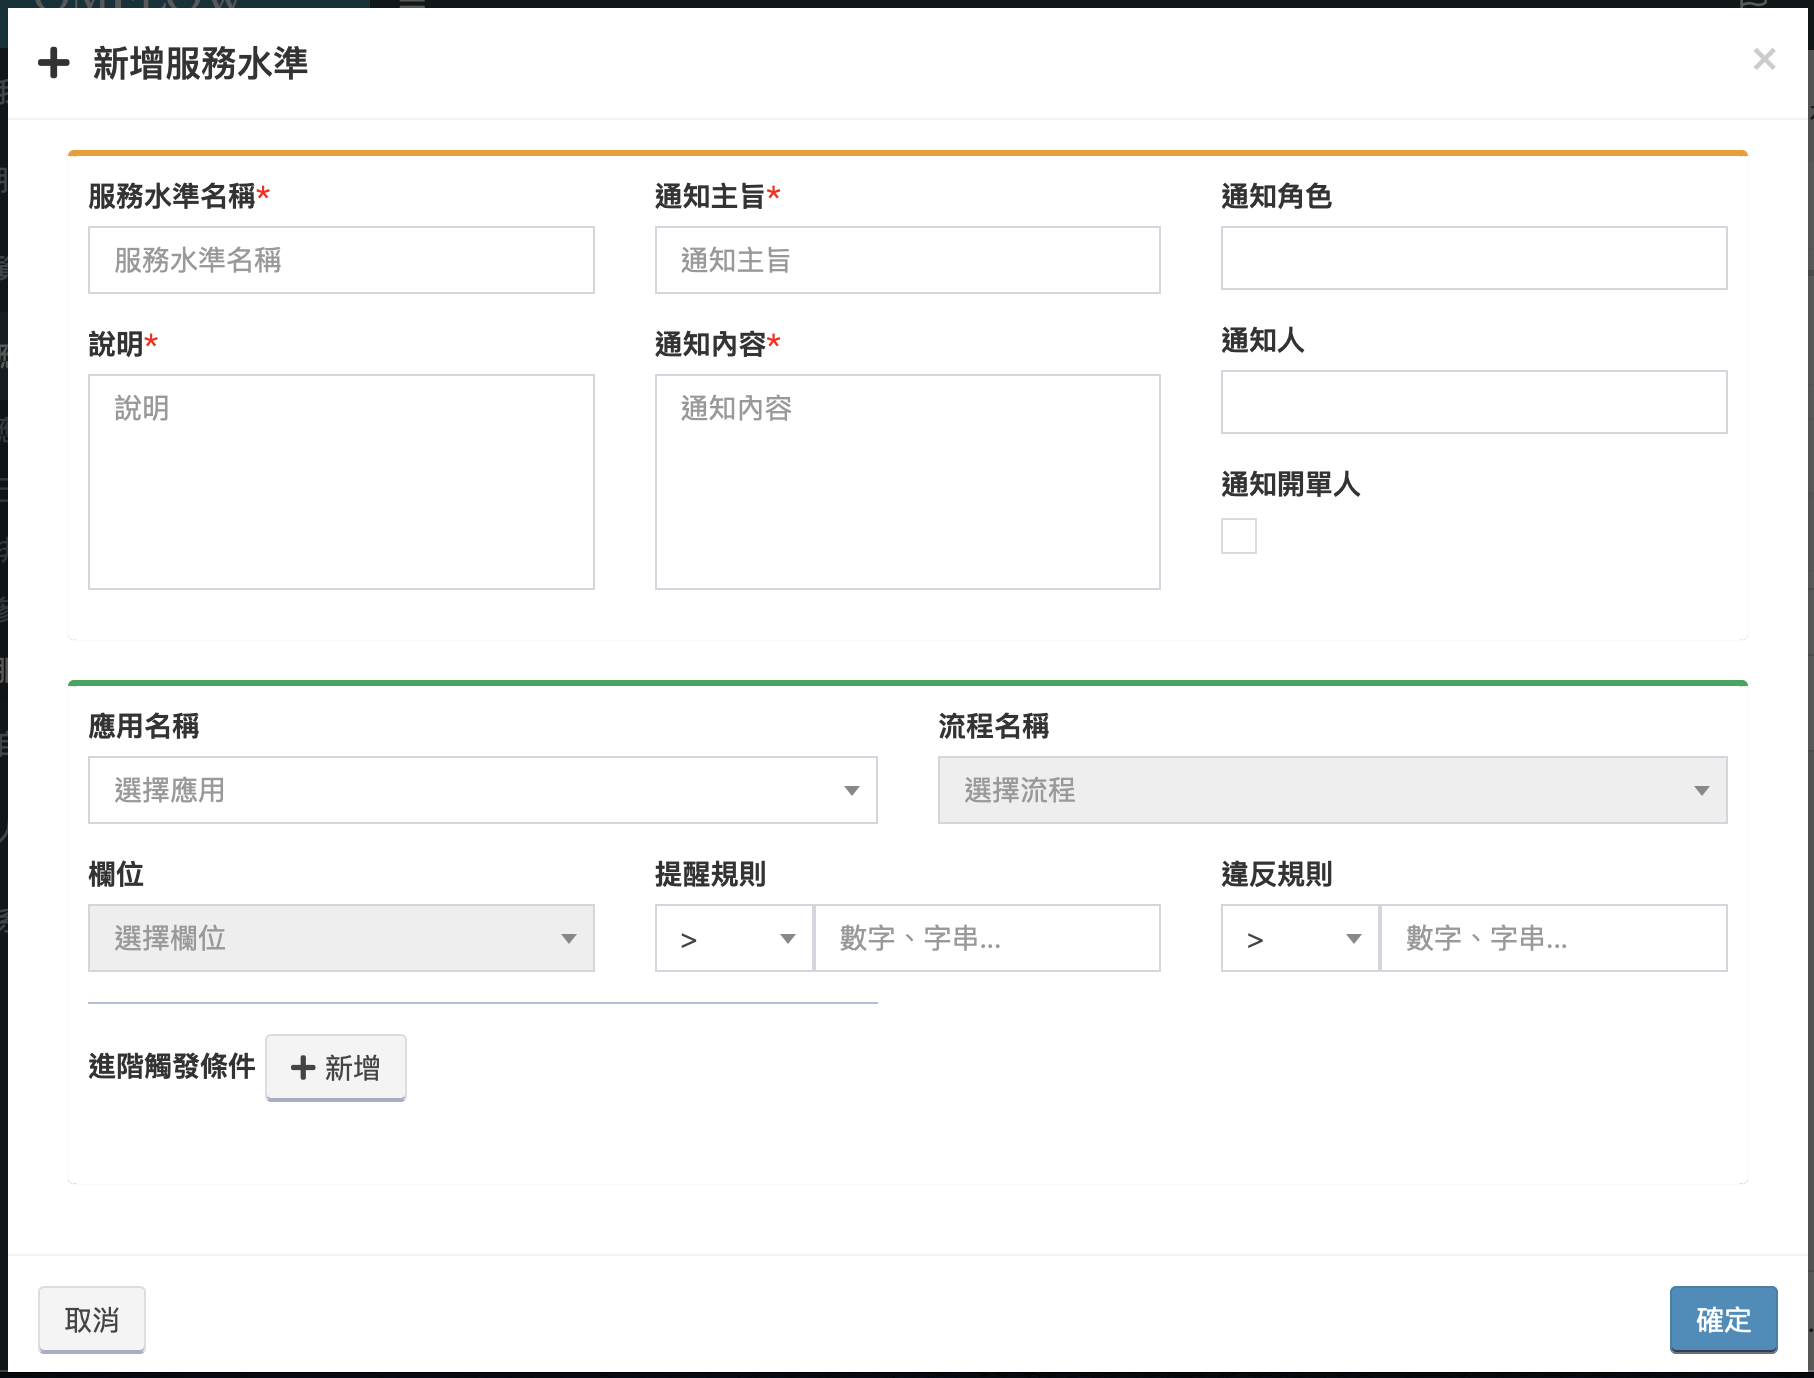 新增服務水準
×
服務水準名稱*
通知主旨*
通知角色
服務水準名稱
通知主旨
說明*
通知內容*
通知人
說明
通知內容
通知開單人
應用名稱
流程名稱
選擇應用
選擇流程
欄位
提醒規則
違反規則
選擇欄位
>
數字、字串...
>
數字、字串...
進階觸發條件
新增
取消
確定